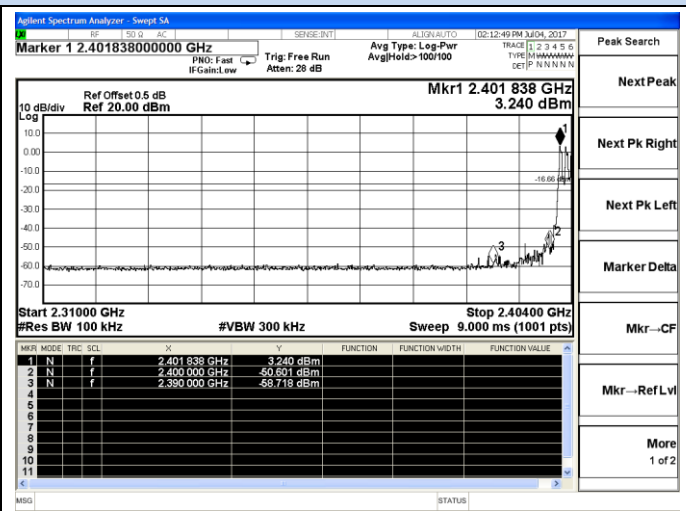 Agilent Spectrum Analyzer - Swept SA
RF 50 Ω AC SENSE:INT ALIGN AUTO 02:12:49 PM Jul 04, 2017
Marker 1 2.401838000000 GHz
PNO: Fast
IFGain:Low
Trig: Free Run
Atten: 28 dB
Avg Type: Log-Pwr
Avg|Hold:> 100/100
TRACE 1 2 3 4 5 6
TYPE M WWWWW
DET P N N N N N
Ref Offset 0.5 dB
Ref 20.00 dBm
10 dB/div
Log
Mkr1 2.401 838 GHz
3.240 dBm
10.0
0.00
-10.0
-20.0
-30.0
-40.0
-50.0
-60.0
-70.0
1
-16.66 dBm
2
3
Start 2.31000 GHz
Stop 2.40400 GHz
#Res BW 100 kHz
#VBW 300 kHz
Sweep 9.000 ms (1001 pts)
MKR MODE TRC SCL X Y FUNCTION FUNCTION WIDTH FUNCTION VALUE
1 N f 2.401 838 GHz 3.240 dBm
2 N f 2.400 000 GHz -50.601 dBm
3 N f 2.390 000 GHz -58.718 dBm
4
5
6
7
8
9
10
11
MSG
STATUS
Peak Search
Next Peak
Next Pk Right
Next Pk Left
Marker Delta
Mkr→CF
Mkr→Ref Lvl
More
1 of 2